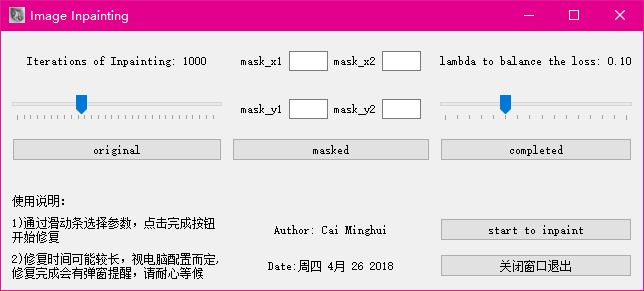 Image Inpainting
Iterations of Inpainting: 1000
mask_x1
mask_x2
lambda to balance the loss: 0.10
mask_y1
mask_y2
original
masked
completed
使用说明：
1)通过滑动条选择参数，点击完成按钮
开始修复
Author: Cai Minghui
start to inpaint
2)修复时间可能较长，视电脑配置而定,
修复完成会有弹窗提醒，请耐心等候
Date:周四 4月 26 2018
关闭窗口退出